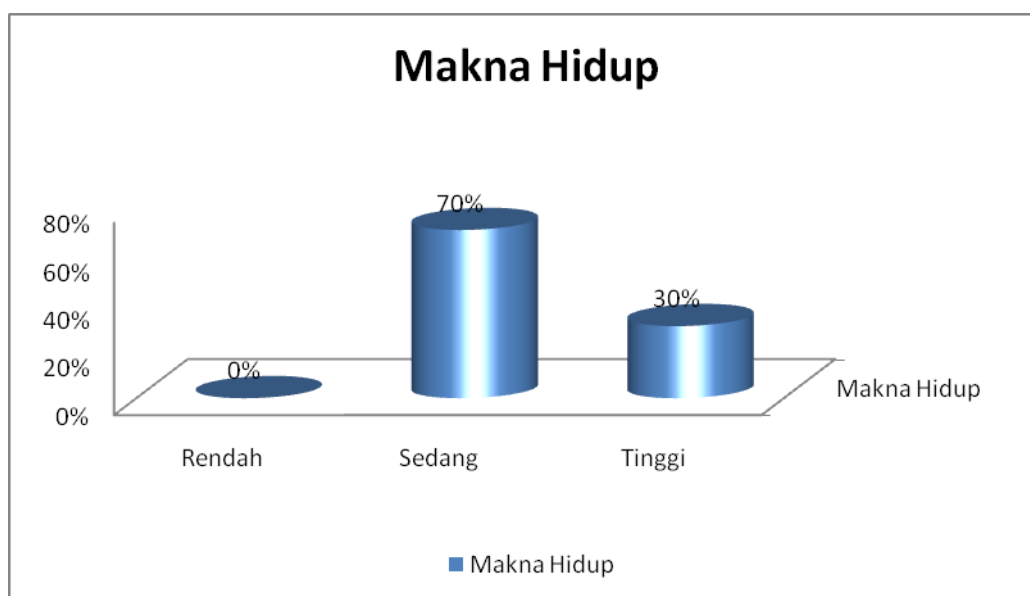 Makna Hidup
70%
80%
60%
30%
40%
20%
0%
0%
Makna Hidup
Rendah
Sedang
Tinggi
Makna Hidup